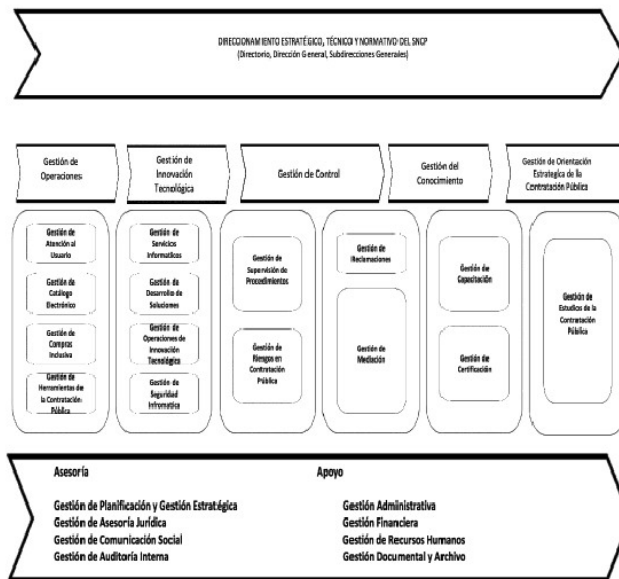 DIRECCIONAMIENTO ESTRATÉGICO, TÉCNICO Y NORMATIVO DEL SNCP
(Directorio, Dirección General, Subdirecciones Generales)
Gestión de
Operaciones
Gestión de
Innovación
Tecnológica
Gestión de Control
Gestión del
Conocimiento
Gestión de Orientación
Estrategica de la
Contratación Pública
Gestión de
Atención al
Usuario
Gestión de
Catálogo
Electrónico
Gestión de
Compras
Inclusiva
Gestión de
Herramientas de
la Contratación
Pública
Gestión de
Servicios
Informaticos
Gestión de
Desarrollo de
Soluciones
Gestión de
Operaciones de
Innovación
Tecnológico
Gestión de
Seguridad
Infromatica
Gestión de
Supervisión de
Procedimientos
Gestión de
Riesgos en
Contratación
Pública
Gestión de
Reclamaciones
Gestión de
Mediación
Gestión de
Capacitación
Gestión de
Certificación
Gestión de
Estudios de la
Contratación
Pública
Asesoría
Gestión de Planificación y Gestión Estratégica
Gestión de Asesoría Jurídica
Gestión de Comunicación Social
Gestión de Auditoría Interna
Apoyo
Gestión Administrativa
Gestión Financiera
Gestión de Recursos Humanos
Gestión Documental y Archivo